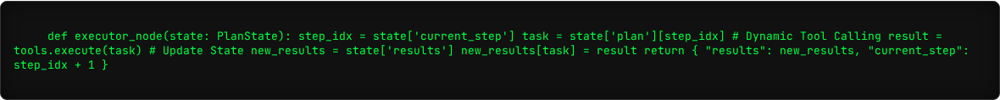 def executor_node(state: PlanState): step_idx = state['current_step'] task = state['plan'][step_idx] # Dynamic Tool Calling result =
tools.execute(task) # Update State new_results = state['results'] new_results[task] = result return { "results": new_results, "current_step":
step_idx + 1 }